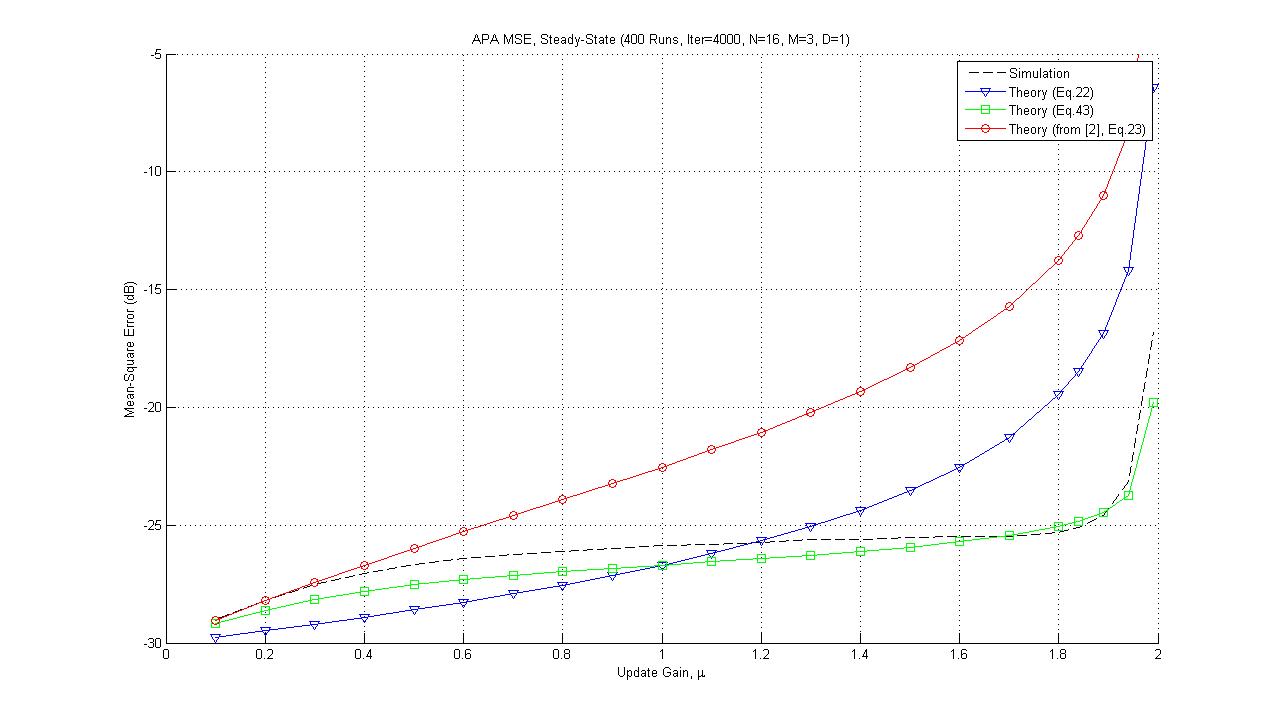 APA MSE, Steady-State (400 Runs, Iter=4000, N=16, M=3, D=1)
Simulation
Theory (Eq.22)
Theory (Eq.43)
Theory (from [2], Eq.23)
Mean-Square Error (dB)
-5
-10
-15
-20
-25
-30
0 0.2 0.4 0.6 0.8 1 1.2 1.4 1.6 1.8 2
Update Gain, μ